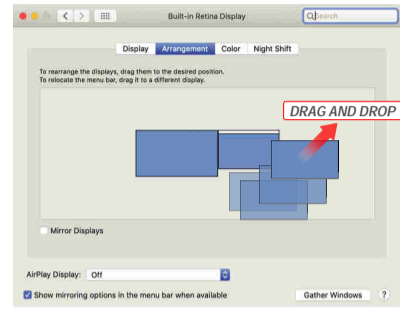 Built-in Retina Display
Search
Display Arrangement Color Night Shift
To rearrange the displays, drag them to the desired position.
To relocate the menu bar, drag it to a different display.
DRAG AND DROP
Mirror Displays
AirPlay Display: Off
Show mirroring options in the menu bar when available
Gather Windows ?